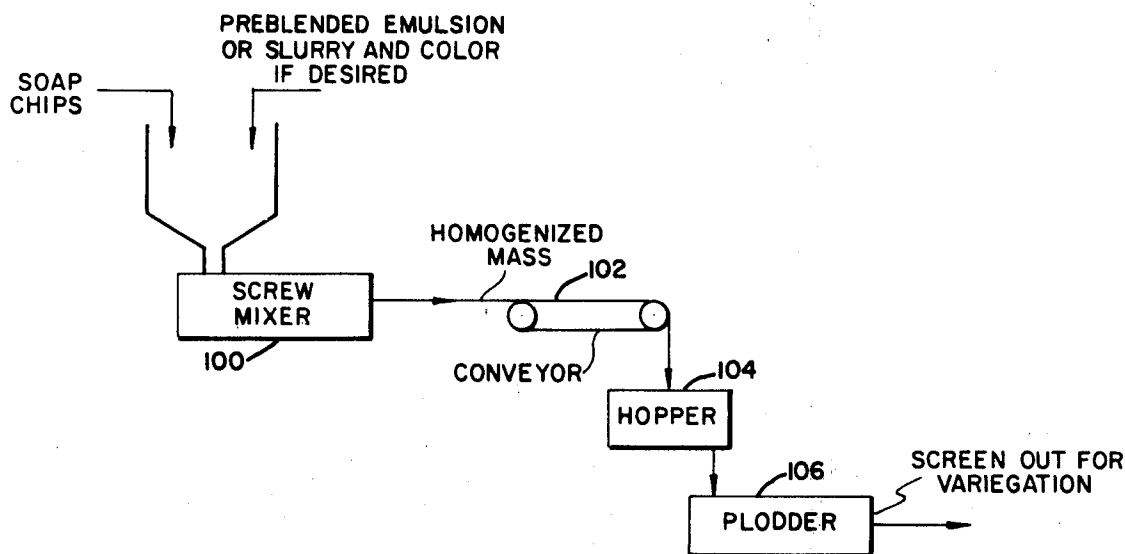 PREBLENDED EMULSION
OR SLURRY AND COLOR
IF DESIRED
SOAP
CHIPS
HOMOGENIZED
MASS
102
SCREW
MIXER
100
CONVEYOR
104
HOPPER
SCREEN OUT FOR
VARIEGATION
106
PLODDER